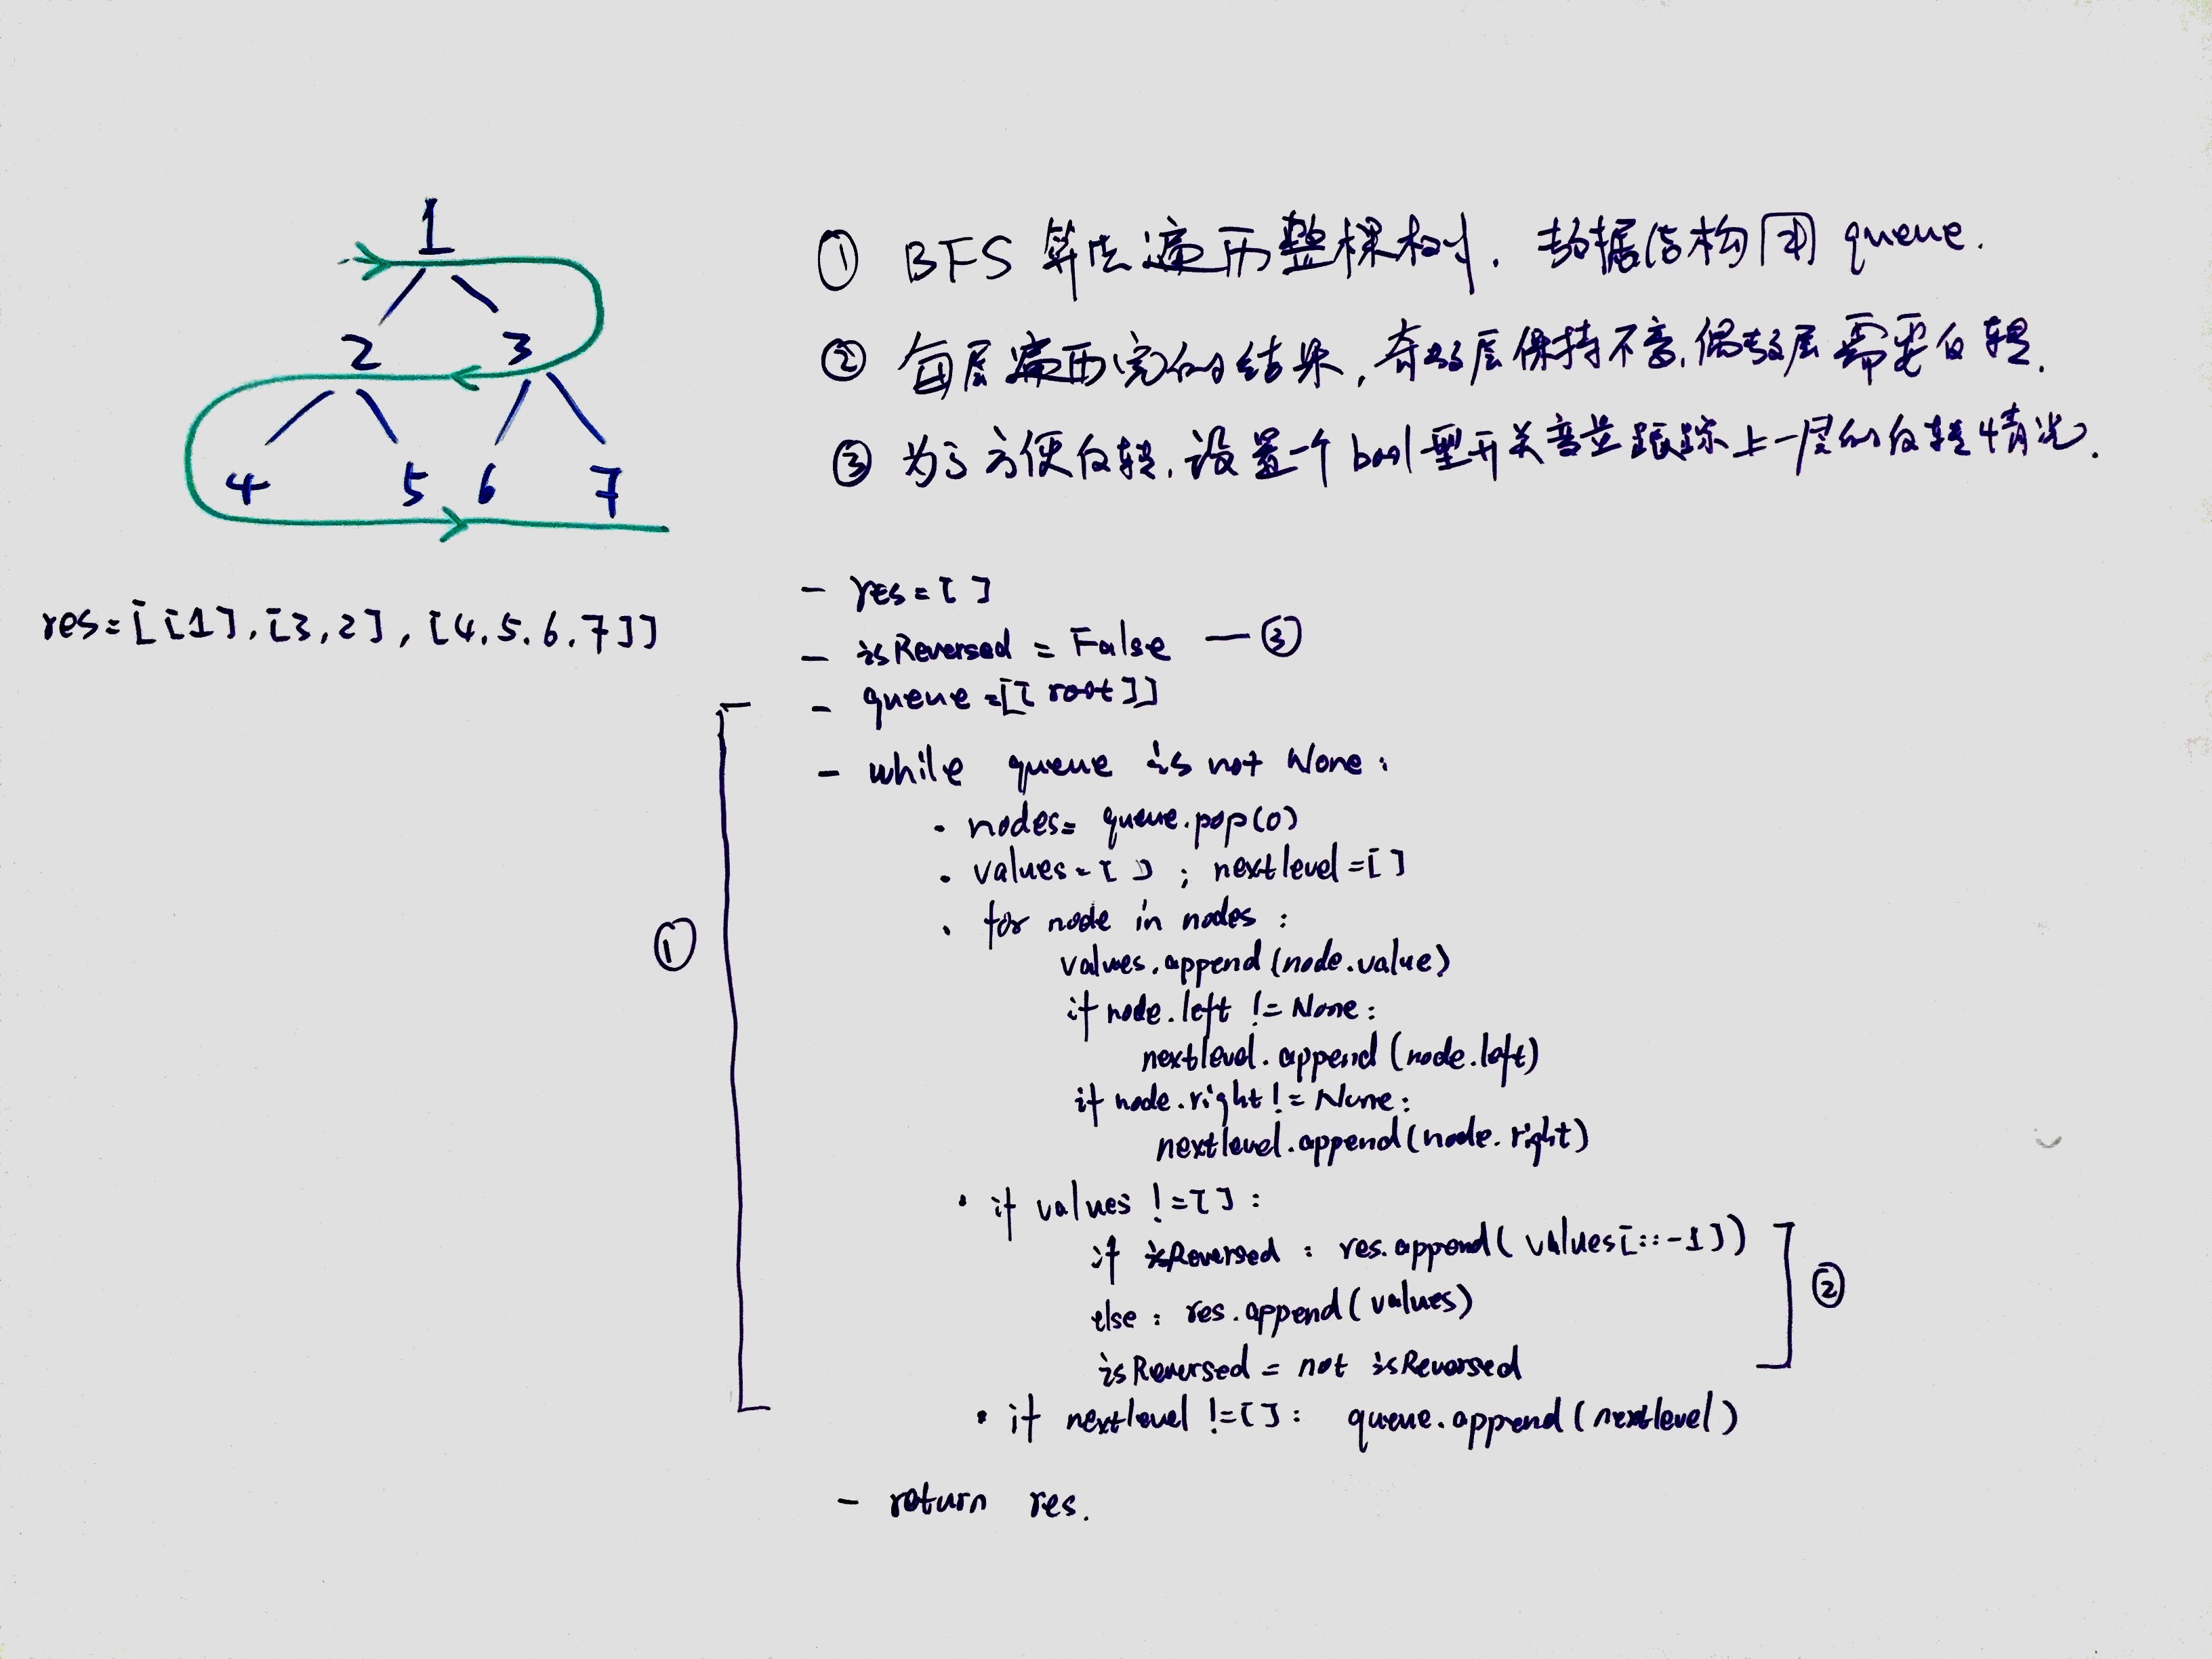 1
2 3
4 5 6 7
res=[[1],[3,2],[4.5.6.7]]
① BFS 算法遍历整棵树. 数据结构用 queue.
② 每层遍历完的结果, 奇数层保持不变, 偶数层需要反转.
③ 为了方便反转, 设置一个 bool 型开关 跟踪上一层的反转情况.
- res=[]
- isReversed = False —③
- queue=[[root]]
- while queue is not None:
• nodes= queue.pop(0)
• values=[]; nextlevel=[]
• for node in nodes:
values.append(node.value)
if node.left != None:
nextlevel.append(node.left)
if node.right != None:
nextlevel.append(node.right)
• if values !=[]:
if isReversed: res.append(values[::-1])
else: res.append(values)
isReversed = not isReversed
• if nextlevel !=[]: queue.append(nextlevel)
- return res.
①
②